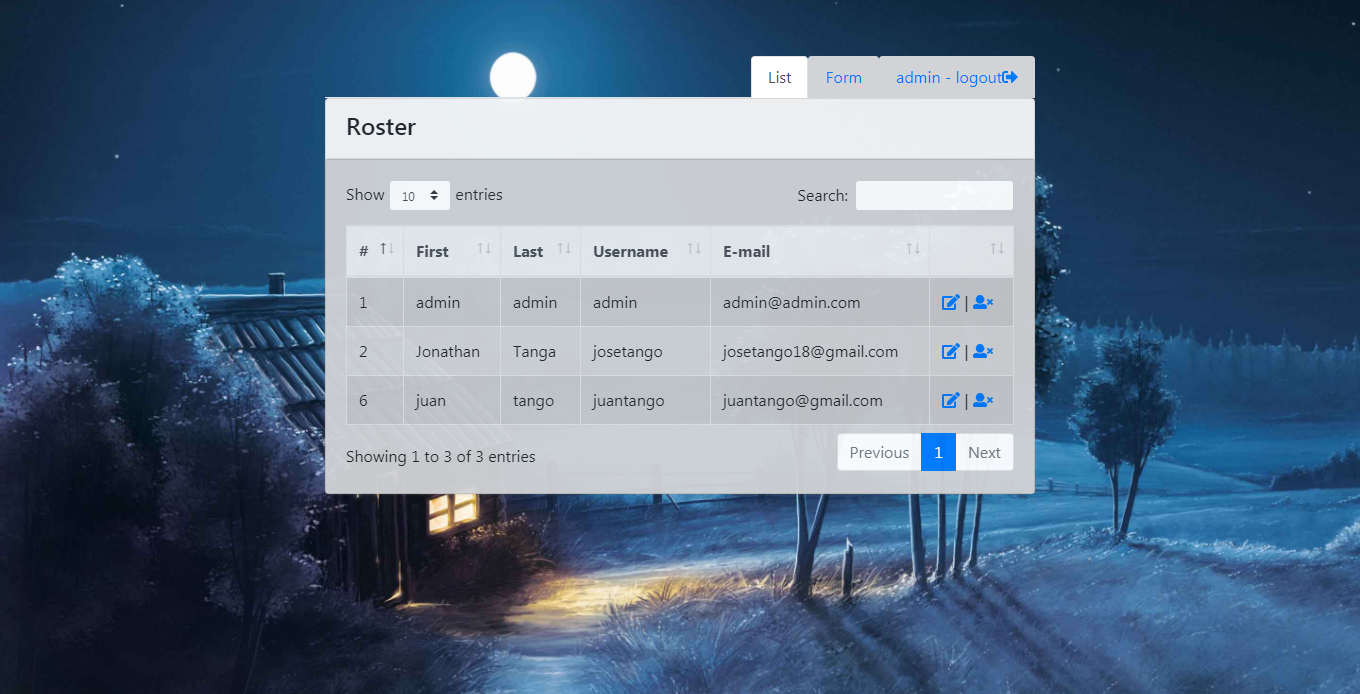 List Form admin - logout
Roster
Show 10 entries Search:
# First Last Username E-mail
1 admin admin admin admin@admin.com |
2 Jonathan Tanga josetango josetango18@gmail.com |
6 juan tango juantango juantango@gmail.com |
Showing 1 to 3 of 3 entries Previous 1 Next